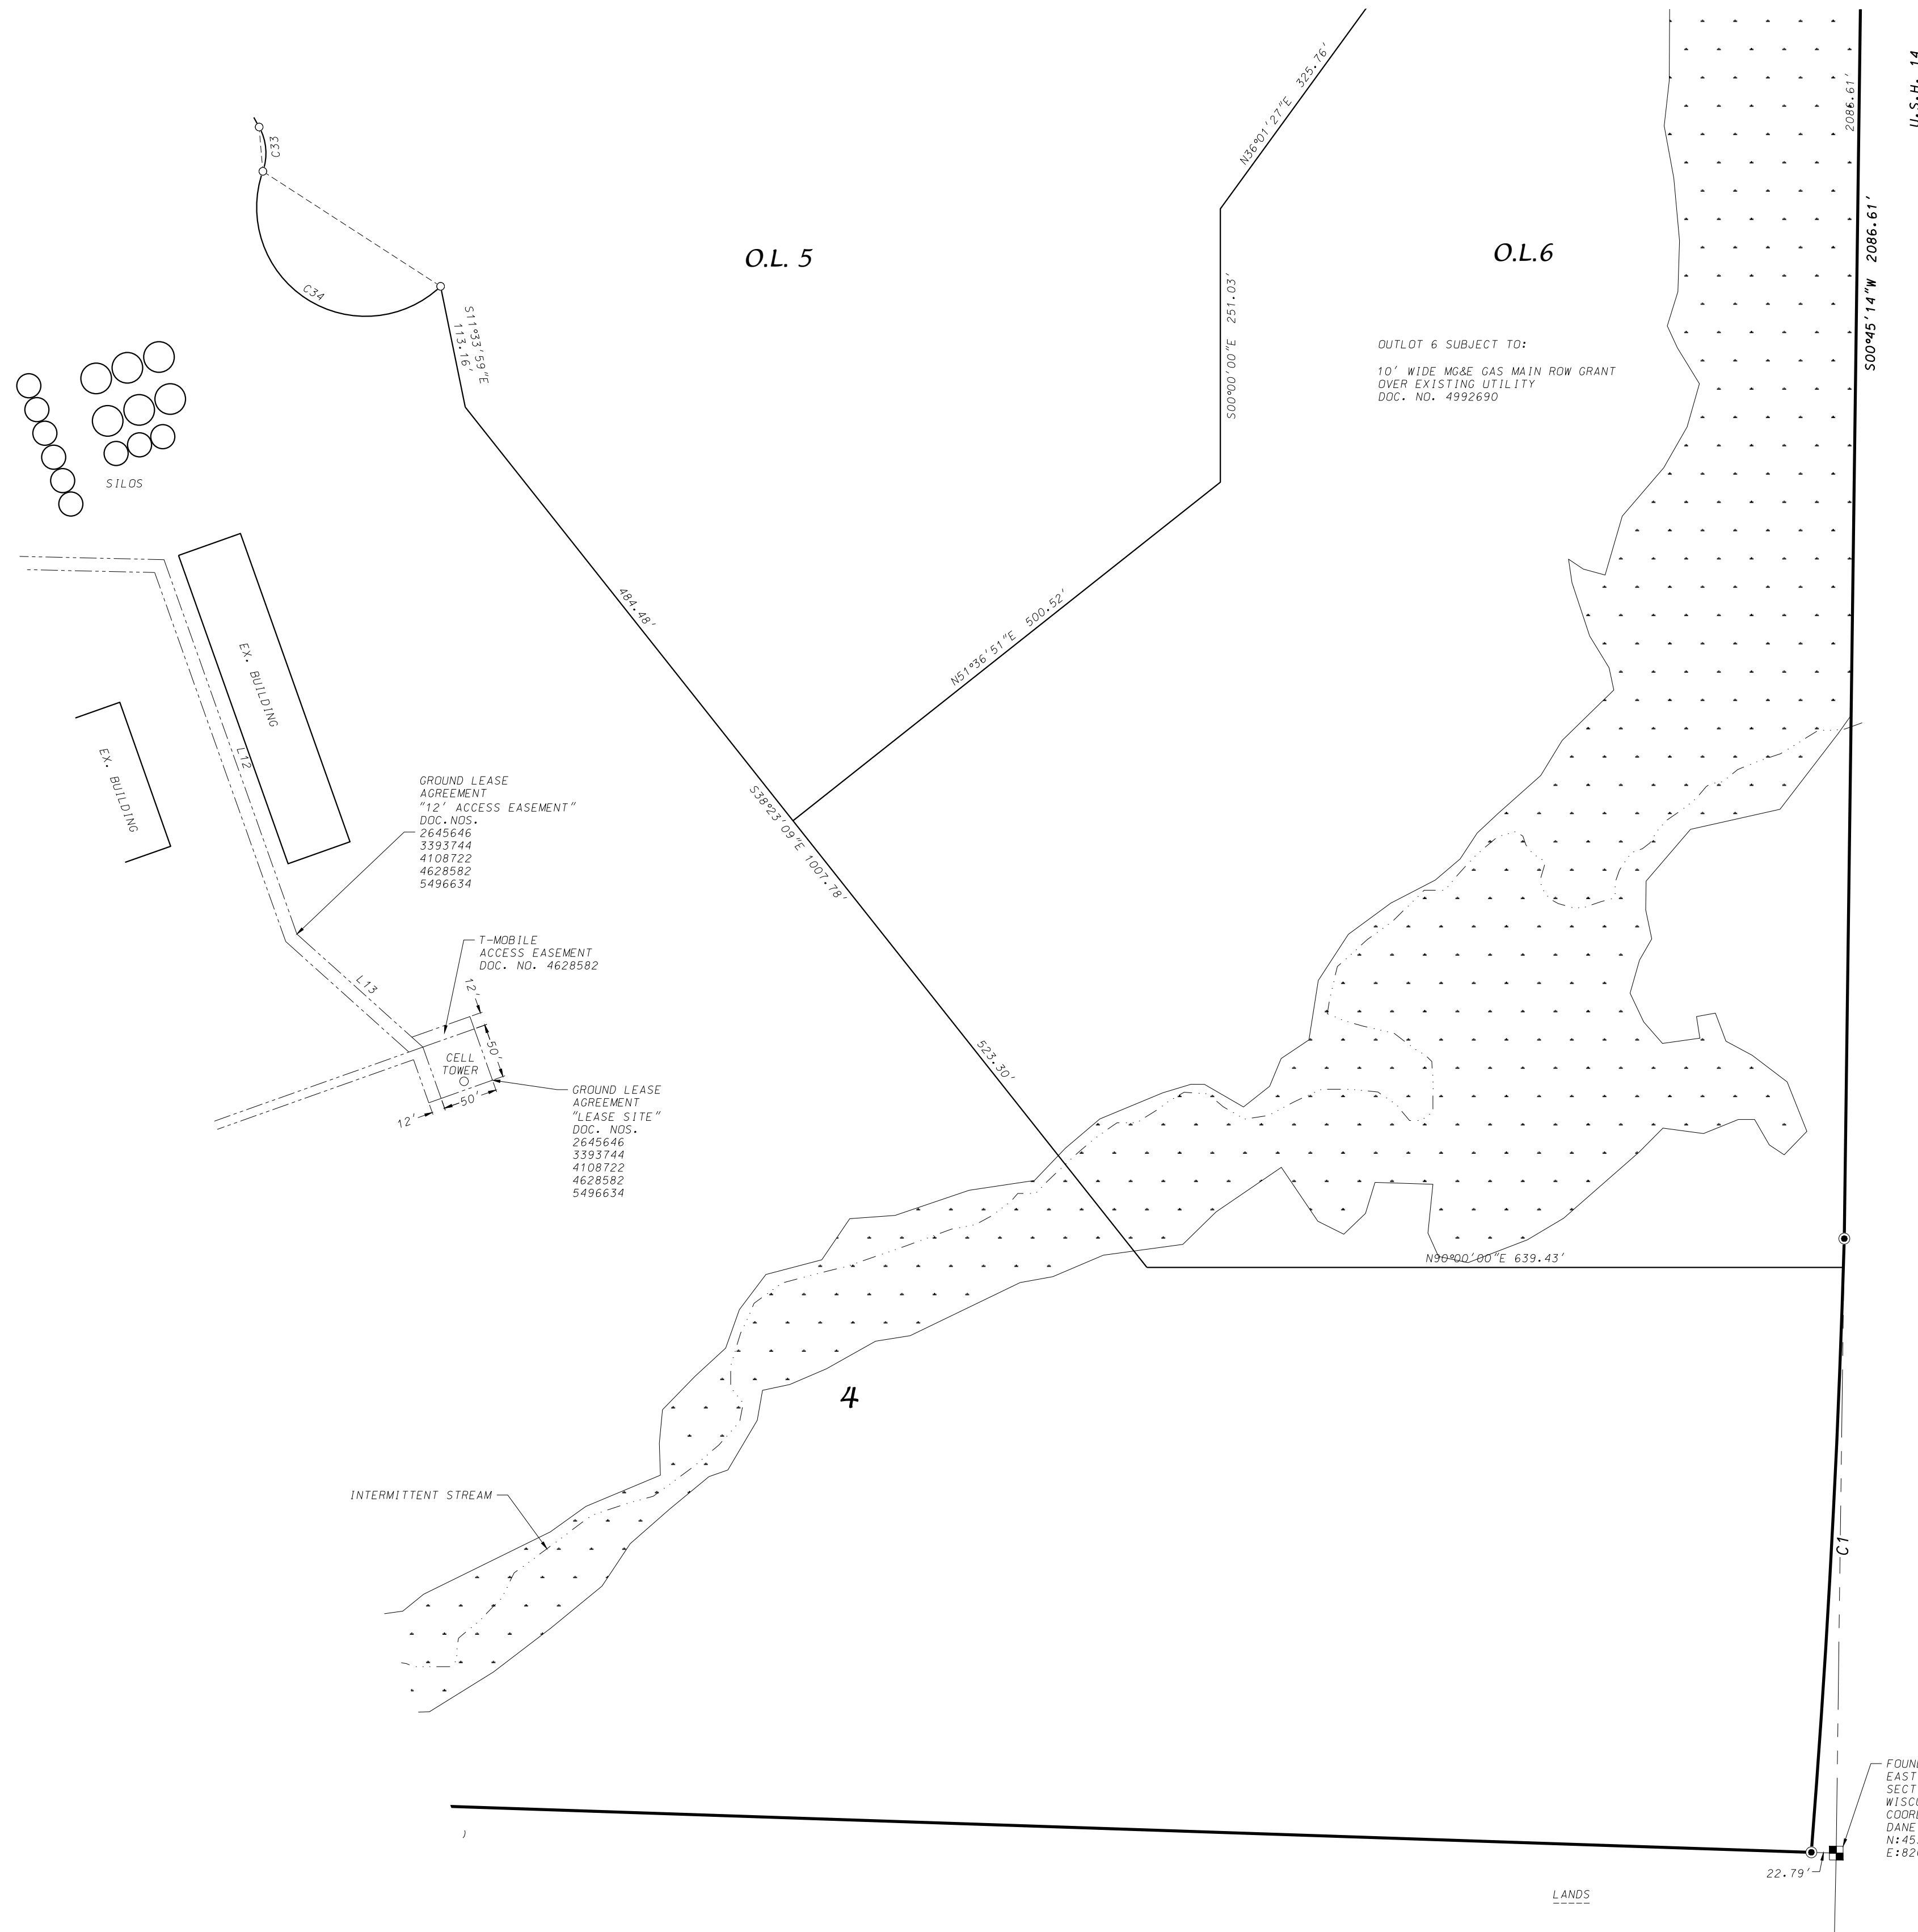 N36°01'27"E 325.76'
2086.61'
U.S.H. 14
C33
O.L. 5
O.L.6
C34
S11°33'59"E
113.16'
S00°00'00"E 251.03'
S00°45'14"W 2086.61'
OUTLOT 6 SUBJECT TO:
10' WIDE MG&E GAS MAIN ROW GRANT
OVER EXISTING UTILITY
DOC. NO. 4992690
SILOS
484.48'
N51°36'51"E 500.52'
EX. BUILDING
L12
EX. BUILDING
GROUND LEASE
AGREEMENT
"12' ACCESS EASEMENT"
DOC.NOS.
2645646
3393744
4108722
4628582
5496634
S38°23'09"E 1007.78'
T-MOBILE
ACCESS EASEMENT
DOC. NO. 4628582
L13
12'
50'
CELL
TOWER
50'
12'
523.30'
GROUND LEASE
AGREEMENT
"LEASE SITE"
DOC. NOS.
2645646
3393744
4108722
4628582
5496634
N90°00'00"E 639.43'
4
INTERMITTENT STREAM
C1
EAST
DANE
22.79'
LANDS